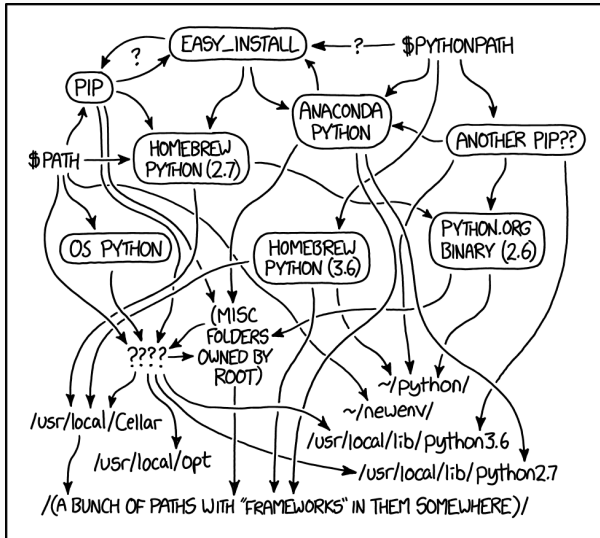 EASY_INSTALL
?
$PYTHONPATH
?
PIP
ANACONDA
PYTHON
ANOTHER PIP??
HOMEBREW
PYTHON (2.7)
$PATH
OS PYTHON
HOMEBREW
PYTHON (3.6)
PYTHON.ORG
BINARY (2.6)
(MISC
FOLDERS
OWNED BY
ROOT)
????
~/python/
~/newenv/
/usr/local/Cellar
/usr/local/lib/python3.6
/usr/local/opt
/usr/local/lib/python2.7
/(A BUNCH OF PATHS WITH "FRAMEWORKS" IN THEM SOMEWHERE)/